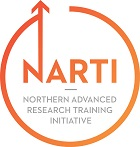 NARTI
NORTHERN ADVANCED
RESEARCH TRAINING
INITIATIVE